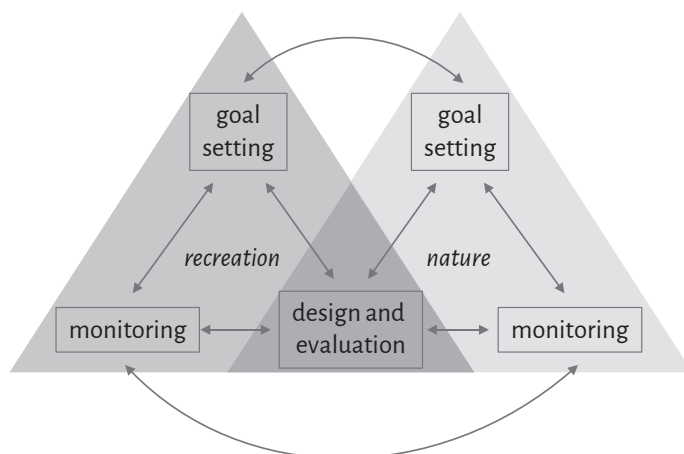 goal
setting
goal
setting
recreation
nature
monitoring
design and
evaluation
monitoring